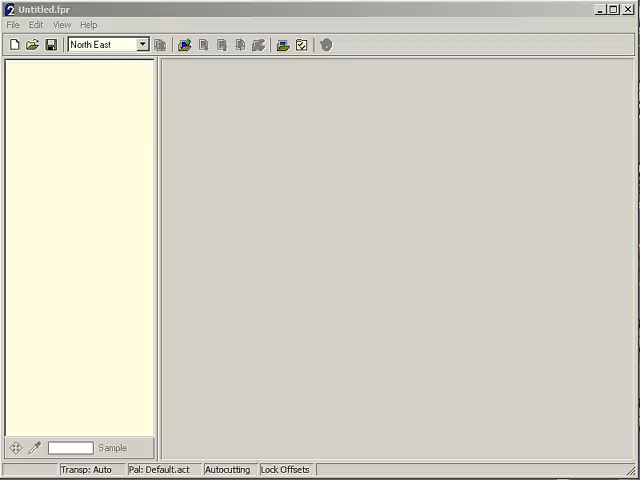 Untitled.fpr
File Edit View Help
North East
Sample
Transp: Auto Pal: Default.act Autocutting Lock Offsets